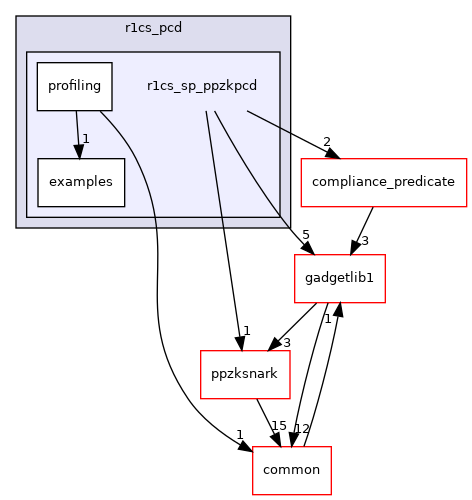 r1cs_pcd
profiling
r1cs_sp_ppzkpcd
1
2
examples
compliance_predicate
5
3
gadgetlib1
1
1
3
ppzksnark
15
12
1
common